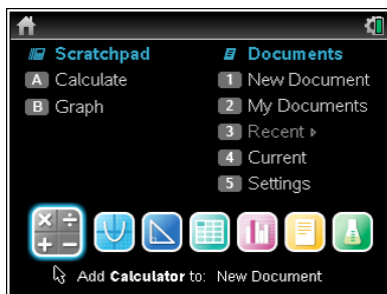 Scratchpad
A Calculate
B Graph
Documents
1 New Document
2 My Documents
3 Recent ▸
4 Current
5 Settings
Add Calculator to: New Document